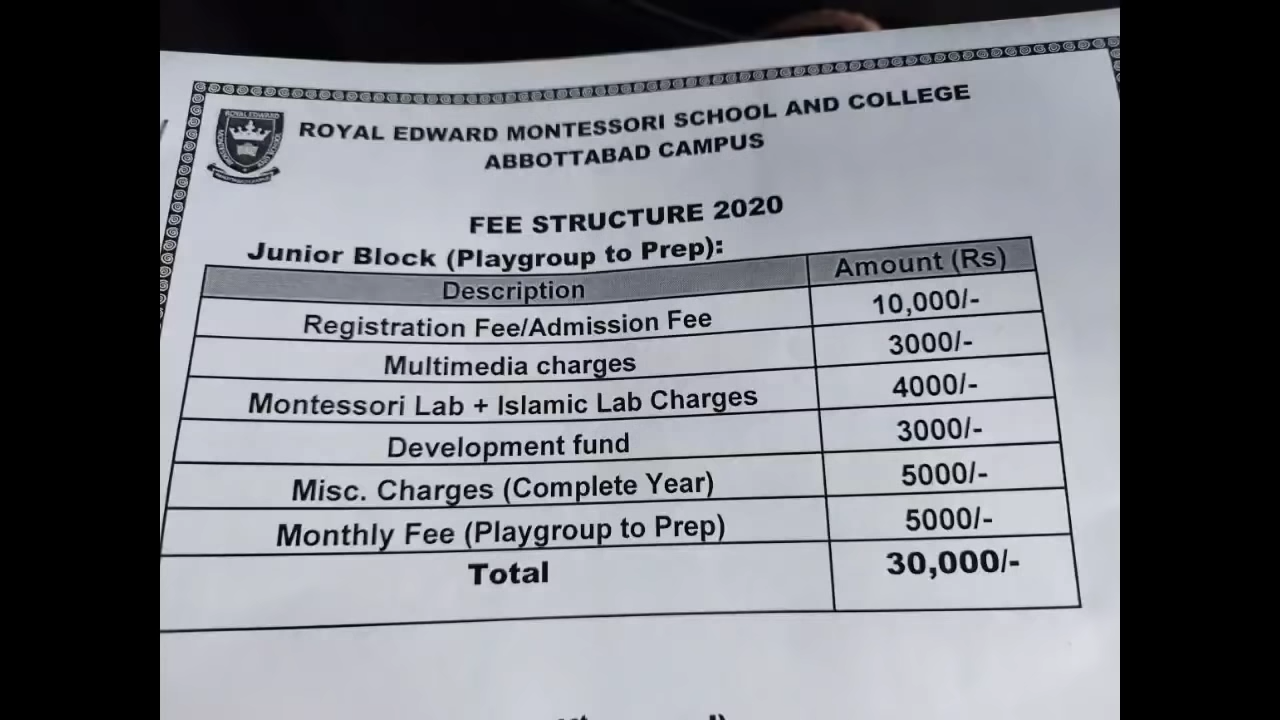 ROYAL EDWARD MONTESSORI SCHOOL AND COLLEGE
ABBOTTABAD CAMPUS
FEE STRUCTURE 2020
Junior Block (Playgroup to Prep):
Description Amount (Rs)
Registration Fee/Admission Fee 10,000/-
Multimedia charges 3000/-
Montessori Lab + Islamic Lab Charges 4000/-
Development fund 3000/-
Misc. Charges (Complete Year) 5000/-
Monthly Fee (Playgroup to Prep) 5000/-
Total 30,000/-